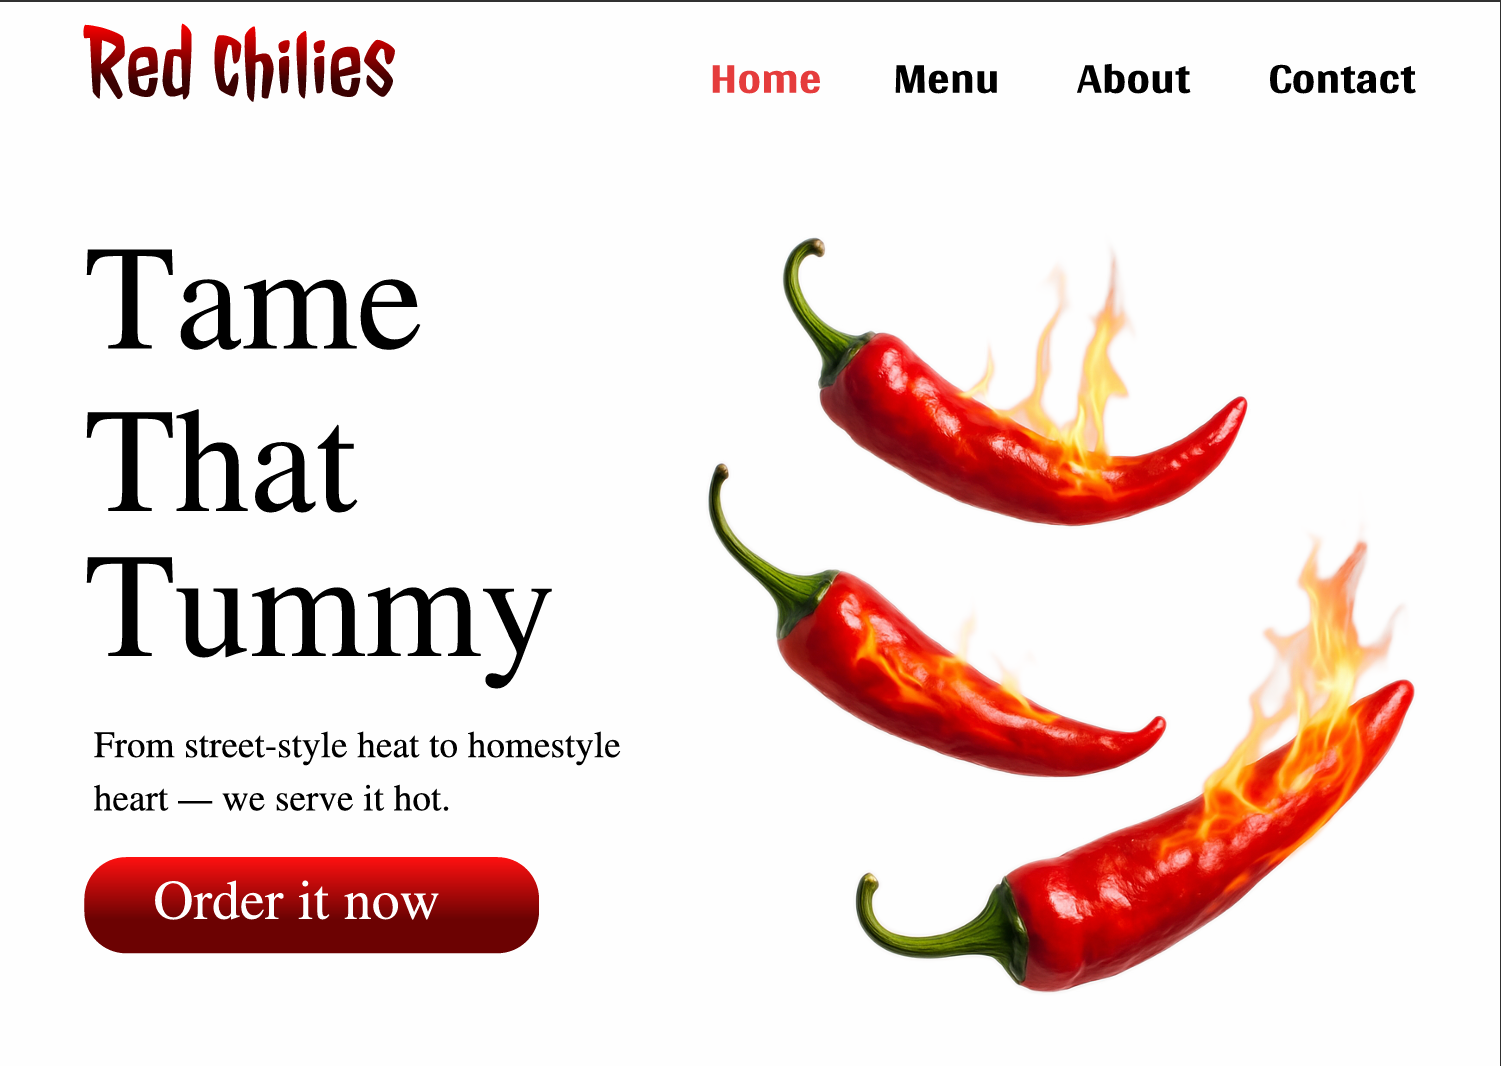 Red Chilies
Home Menu About Contact
Tame
That
Tummy
From street-style heat to homestyle
heart — we serve it hot.
Order it now